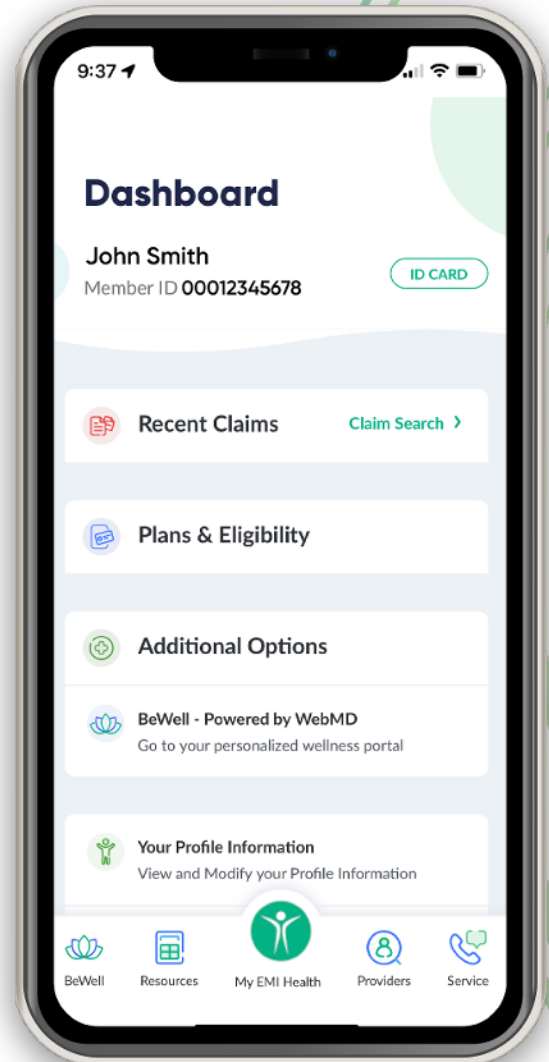 9:37
Dashboard
John Smith
Member ID 00012345678
ID CARD
Recent Claims
Claim Search
Plans & Eligibility
Additional Options
BeWell - Powered by WebMD
Go to your personalized wellness portal
Your Profile Information
View and Modify your Profile Information
BeWell
Resources
My EMI Health
Providers
Service